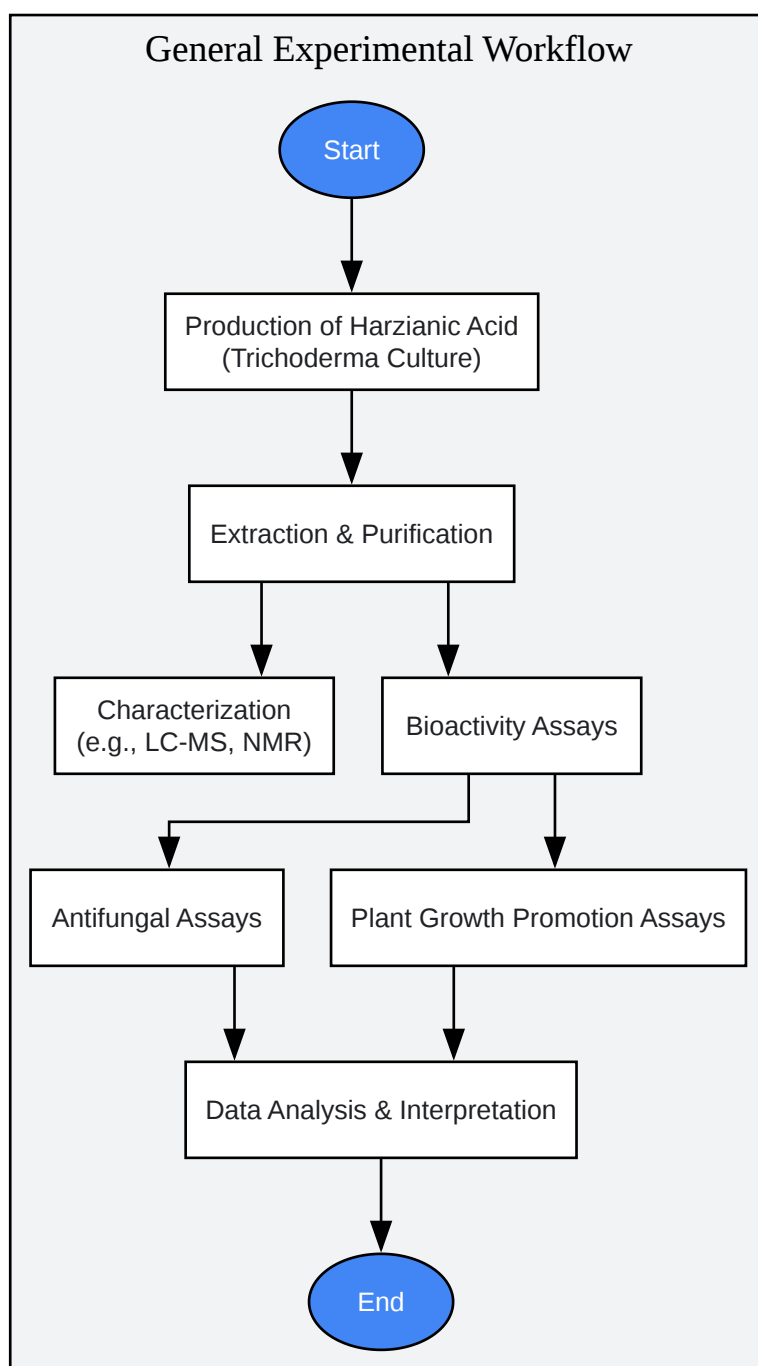 General Experimental Workflow
Start
Production of Harzianic Acid
(Trichoderma Culture)
Extraction & Purification
Characterization
(e.g., LC-MS, NMR)
Bioactivity Assays
Antifungal Assays
Plant Growth Promotion Assays
Data Analysis & Interpretation
End